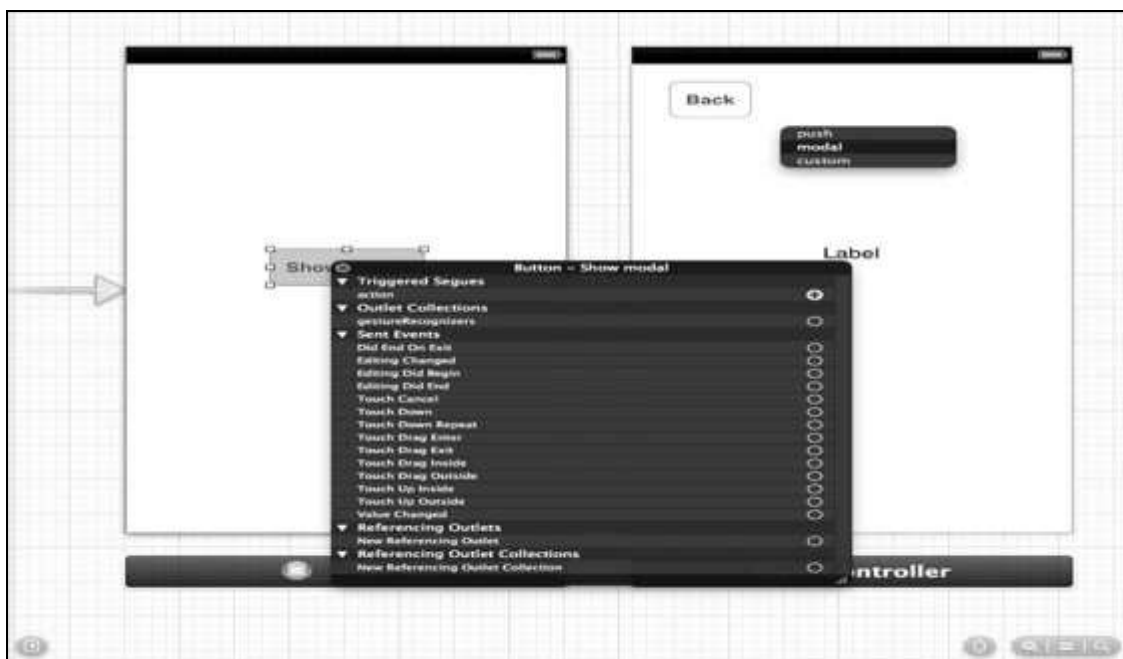 Back
push
modal
custom
Label
Show
Button - Show modal
Triggered Segues
action
Outlet Collections
gestureRecognizers
Sent Events
Did End On Exit
Editing Changed
Editing Did Begin
Editing Did End
Touch Cancel
Touch Down
Touch Down Repeat
Touch Drag Enter
Touch Drag Exit
Touch Drag Inside
Touch Drag Outside
Touch Up Inside
Touch Up Outside
Value Changed
Referencing Outlets
New Referencing Outlet
Referencing Outlet Collections
New Referencing Outlet Collection
ntroller